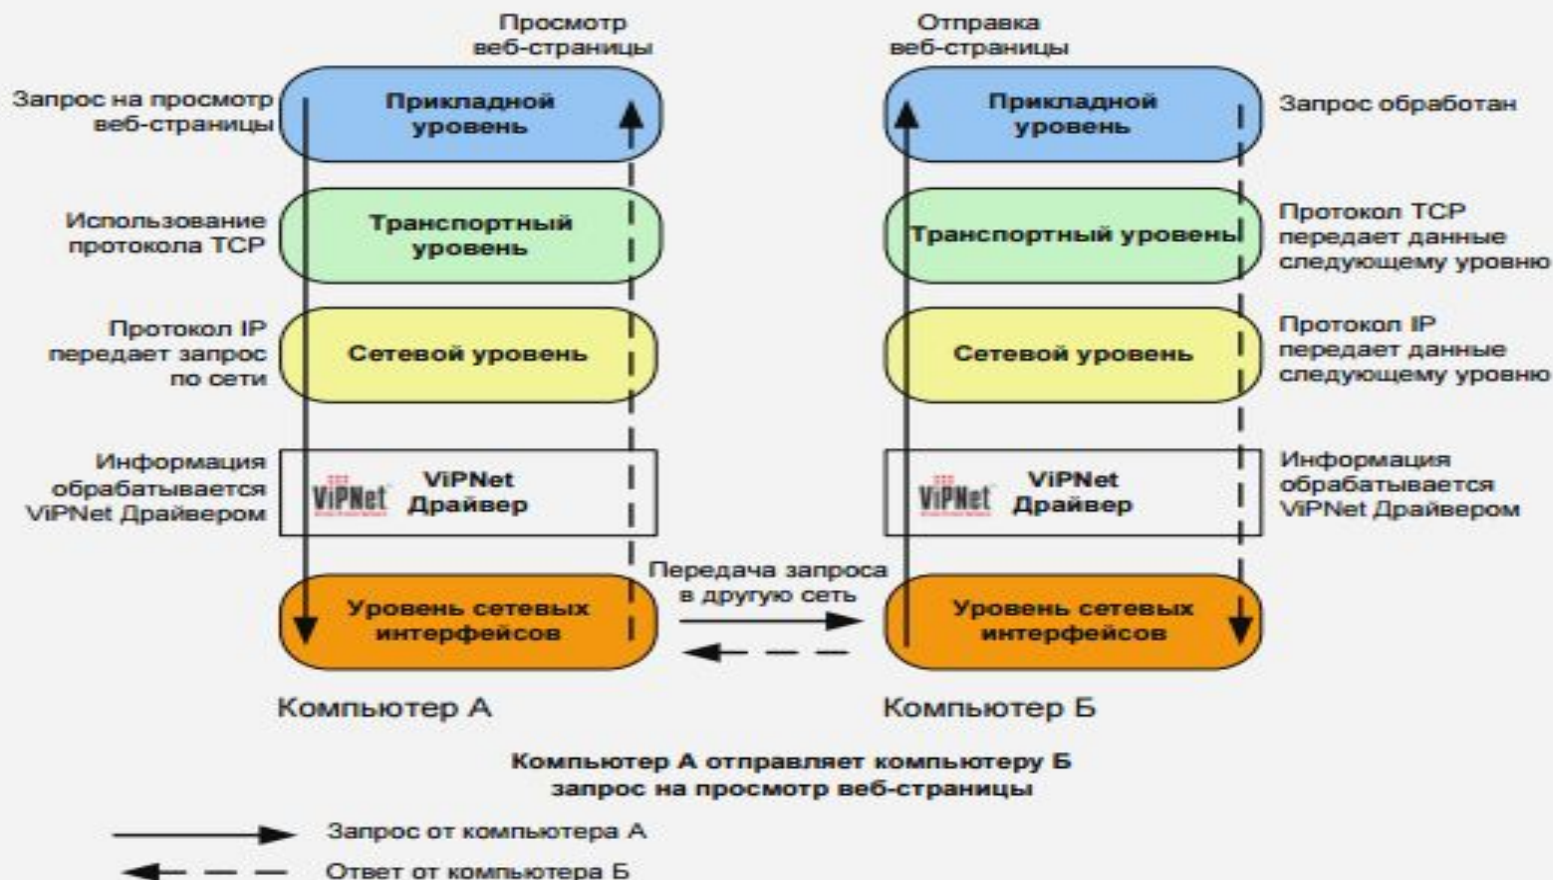 Просмотр
веб-страницы
Отправка
веб-страницы
Запрос на просмотр
веб-страницы
Прикладной
уровень
Прикладной
уровень
Запрос обработан
Использование
протокола TCP
Транспортный
уровень
Транспортный уровень
Протокол TCP
передает данные
следующему уровню
Протокол IP
передает запрос
по сети
Сетевой уровень
Сетевой уровень
Протокол IP
передает данные
следующему уровню
Информация
обрабатывается
ViPNet Драйвером
ViPNet
ViPNet
Драйвер
ViPNet
ViPNet
Драйвер
Информация
обрабатывается
ViPNet Драйвером
Передача запроса
в другую сеть
Уровень сетевых
интерфейсов
Уровень сетевых
интерфейсов
Компьютер А
Компьютер Б
Компьютер А отправляет компьютеру Б
запрос на просмотр веб-страницы
Запрос от компьютера А
Ответ от компьютера Б